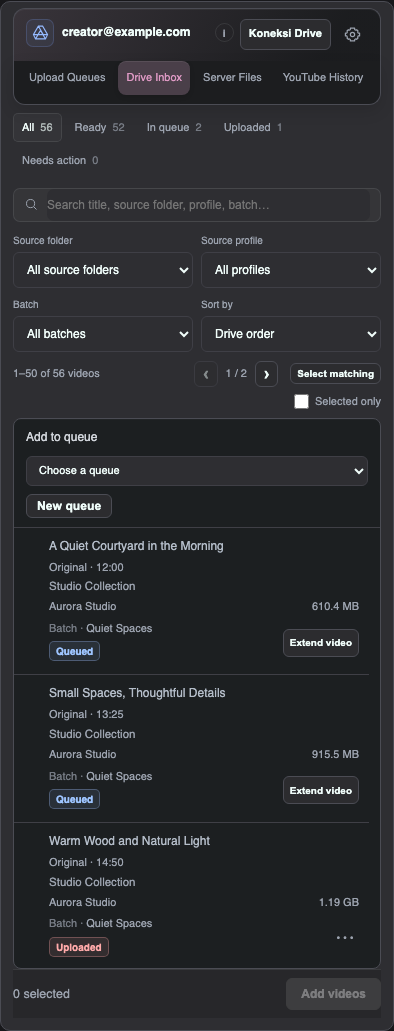 creator@example.com
i
Koneksi Drive
Upload Queues Drive Inbox Server Files YouTube History
All 56 Ready 52 In queue 2 Uploaded 1
Needs action 0
Search title, source folder, profile, batch…
Source folder Source profile
All source folders All profiles
Batch Sort by
All batches Drive order
1–50 of 56 videos ‹ 1 / 2 › Select matching
Selected only
Add to queue
Choose a queue
New queue
A Quiet Courtyard in the Morning
Original · 12:00
Studio Collection
Aurora Studio 610.4 MB
Batch · Quiet Spaces
Extend video
Queued
Small Spaces, Thoughtful Details
Original · 13:25
Studio Collection
Aurora Studio 915.5 MB
Batch · Quiet Spaces
Extend video
Queued
Warm Wood and Natural Light
Original · 14:50
Studio Collection
Aurora Studio 1.19 GB
Batch · Quiet Spaces
...
Uploaded
0 selected Add videos